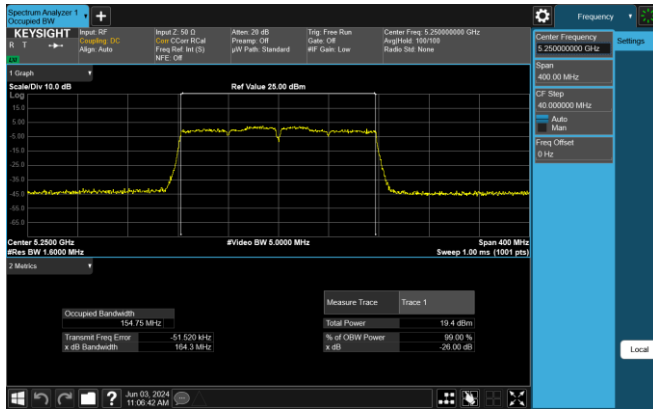 Spectrum Analyzer 1
Occupied BW
Frequency
KEYSIGHT
R T
Input: RF
Coupling: DC
Align: Auto
Input Z: 50 Ω
Corr CCorr RCal
Freq Ref: Int (S)
NFE: Off
Atten: 20 dB
Preamp: Off
µW Path: Standard
Trig: Free Run
Gate: Off
#IF Gain: Low
Center Freq: 5.250000000 GHz
Avg|Hold: 100/100
Radio Std: None
Center Frequency
5.250000000 GHz
Settings
Span
400.00 MHz
CF Step
40.000000 MHz
Auto
Man
Freq Offset
0 Hz
1 Graph
Scale/Div 10.0 dB
Ref Value 25.00 dBm
Log
15.0
5.00
-5.00
-15.0
-25.0
-35.0
-45.0
-55.0
-65.0
Center 5.2500 GHz
#Video BW 5.0000 MHz
Span 400 MHz
#Res BW 1.6000 MHz
Sweep 1.00 ms (1001 pts)
2 Metrics
Measure Trace
Trace 1
Occupied Bandwidth
154.75 MHz
Total Power
19.4 dBm
Transmit Freq Error
-51.520 kHz
% of OBW Power
99.00 %
x dB Bandwidth
164.3 MHz
x dB
-26.00 dB
Local
Jun 03, 2024
11:06:42 AM